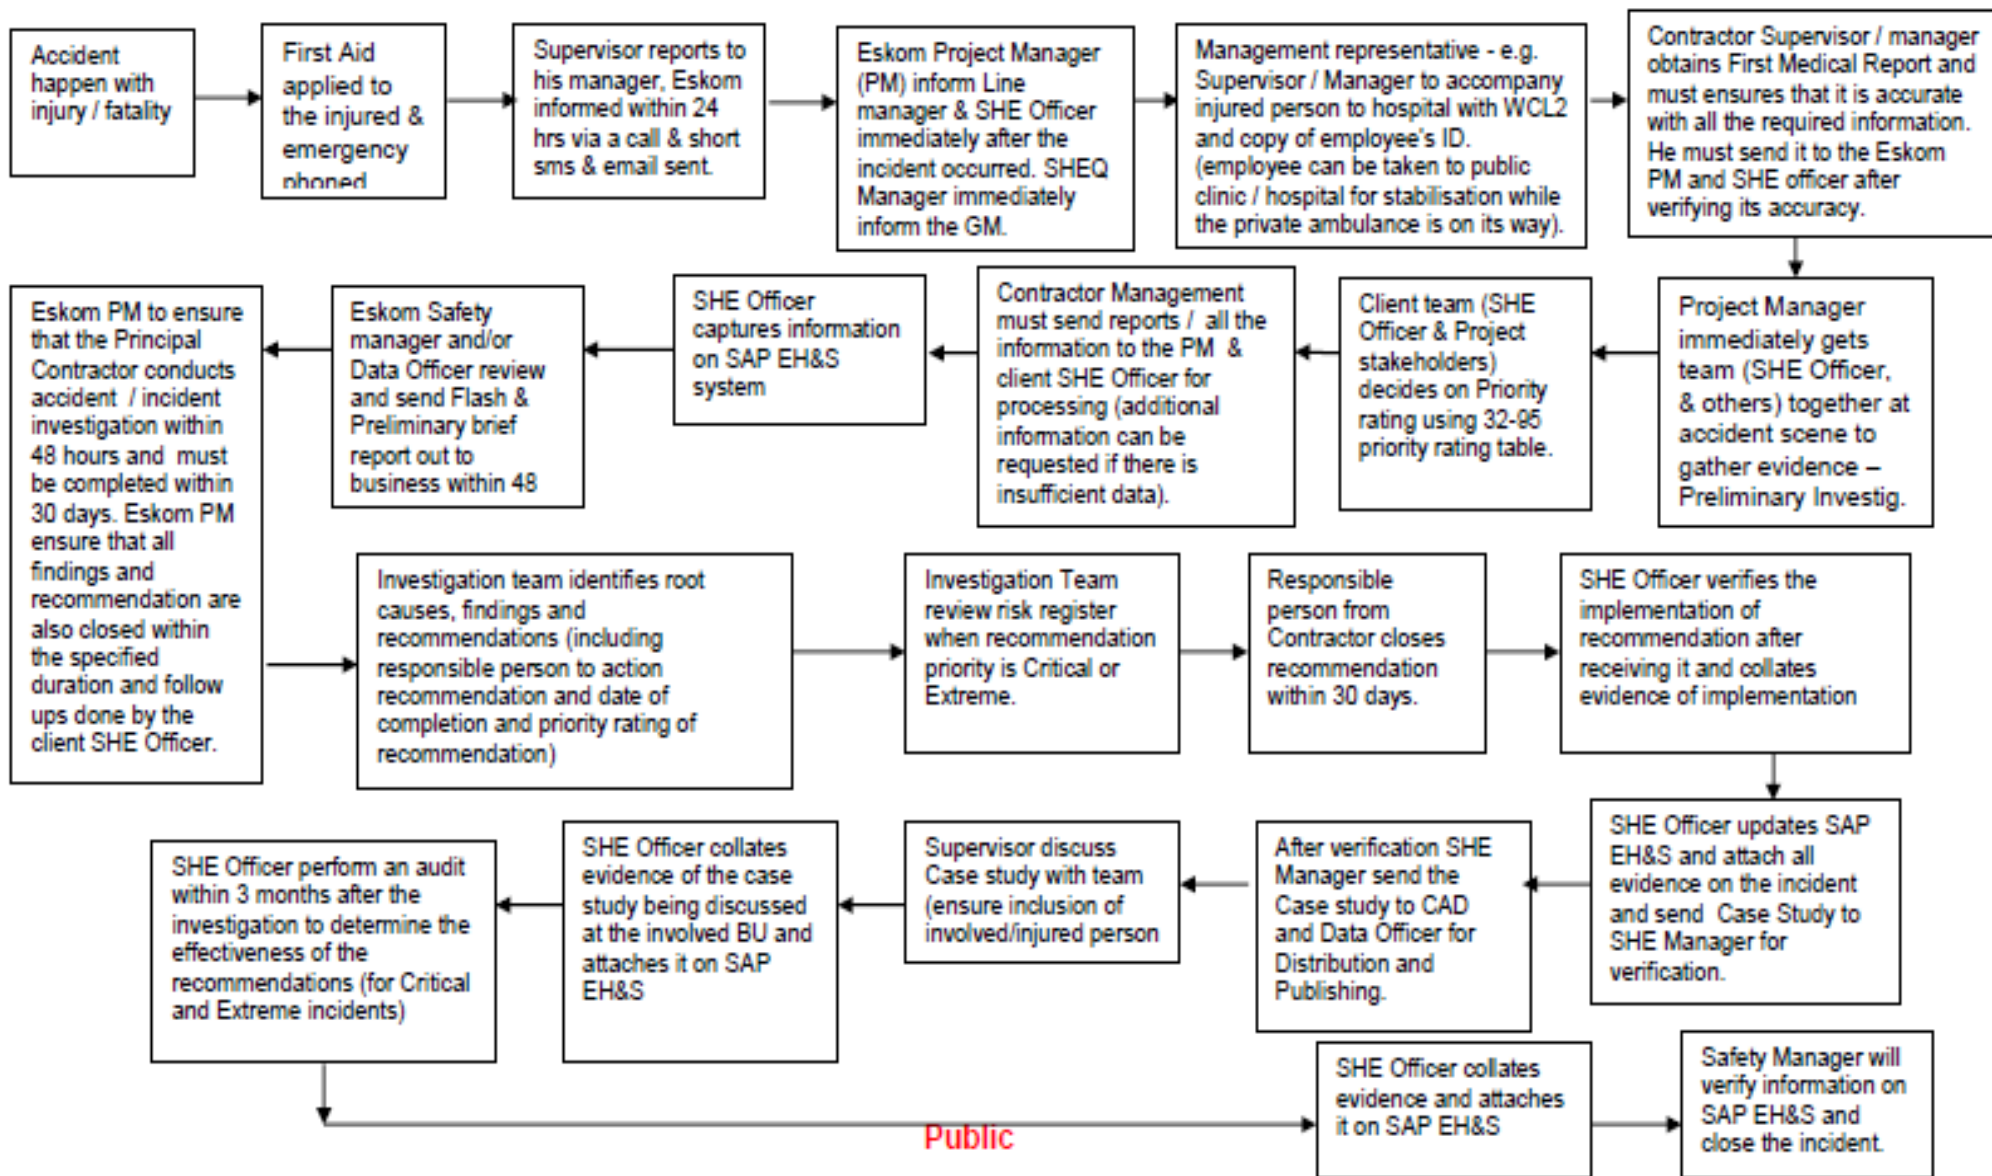 Accident
happen with
injury / fatality
First Aid
applied to
the injured &
emergency
phoned
Supervisor reports to
his manager, Eskom
informed within 24
hrs via a call & short
sms & email sent.
Eskom Project Manager
(PM) inform Line
manager & SHE Officer
immediately after the
incident occurred. SHEQ
Manager immediately
inform the GM.
Management representative - e.g.
Supervisor / Manager to accompany
injured person to hospital with WCL2
and copy of employee's ID.
(employee can be taken to public
clinic / hospital for stabilisation while
the private ambulance is on its way).
Contractor Supervisor / manager
obtains First Medical Report and
must ensures that it is accurate
with all the required information.
He must send it to the Eskom
PM and SHE officer after
verifying its accuracy.
Project Manager
immediately gets
team (SHE Officer,
& others) together at
accident scene to
gather evidence –
Preliminary Investig.
Client team (SHE
Officer & Project
stakeholders)
decides on Priority
rating using 32-95
priority rating table.
Contractor Management
must send reports / all the
information to the PM &
client SHE Officer for
processing (additional
information can be
requested if there is
insufficient data).
SHE Officer
captures information
on SAP EH&S
system
Eskom Safety
manager and/or
Data Officer review
and send Flash &
Preliminary brief
report out to
business within 48
Eskom PM to ensure
that the Principal
Contractor conducts
accident / incident
investigation within
48 hours and must
be completed within
30 days. Eskom PM
ensure that all
findings and
recommendation are
also closed within
the specified
duration and follow
ups done by the
client SHE Officer.
Investigation team identifies root
causes, findings and
recommendations (including
responsible person to action
recommendation and date of
completion and priority rating of
recommendation)
Investigation Team
review risk register
when recommendation
priority is Critical or
Extreme.
Responsible
person from
Contractor closes
recommendation
within 30 days.
SHE Officer verifies the
implementation of
recommendation after
receiving it and collates
evidence of implementation
SHE Officer updates SAP
EH&S and attach all
evidence on the incident
and send Case Study to
SHE Manager for
verification.
After verification SHE
Manager send the
Case study to CAD
and Data Officer for
Distribution and
Publishing.
Supervisor discuss
Case study with team
(ensure inclusion of
involved/injured person
SHE Officer collates
evidence of the case
study being discussed
at the involved BU and
attaches it on SAP
EH&S
SHE Officer perform an audit
within 3 months after the
investigation to determine the
effectiveness of the
recommendations (for Critical
and Extreme incidents)
SHE Officer collates
evidence and attaches
it on SAP EH&S
Safety Manager will
verify information on
SAP EH&S and
close the incident.
Public